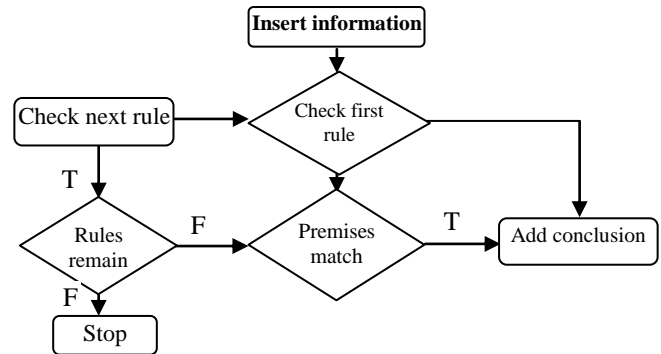 Insert information
Check first
rule
Check next rule
T
Rules
remain
F
Premises
match
T
Add conclusion
F
Stop